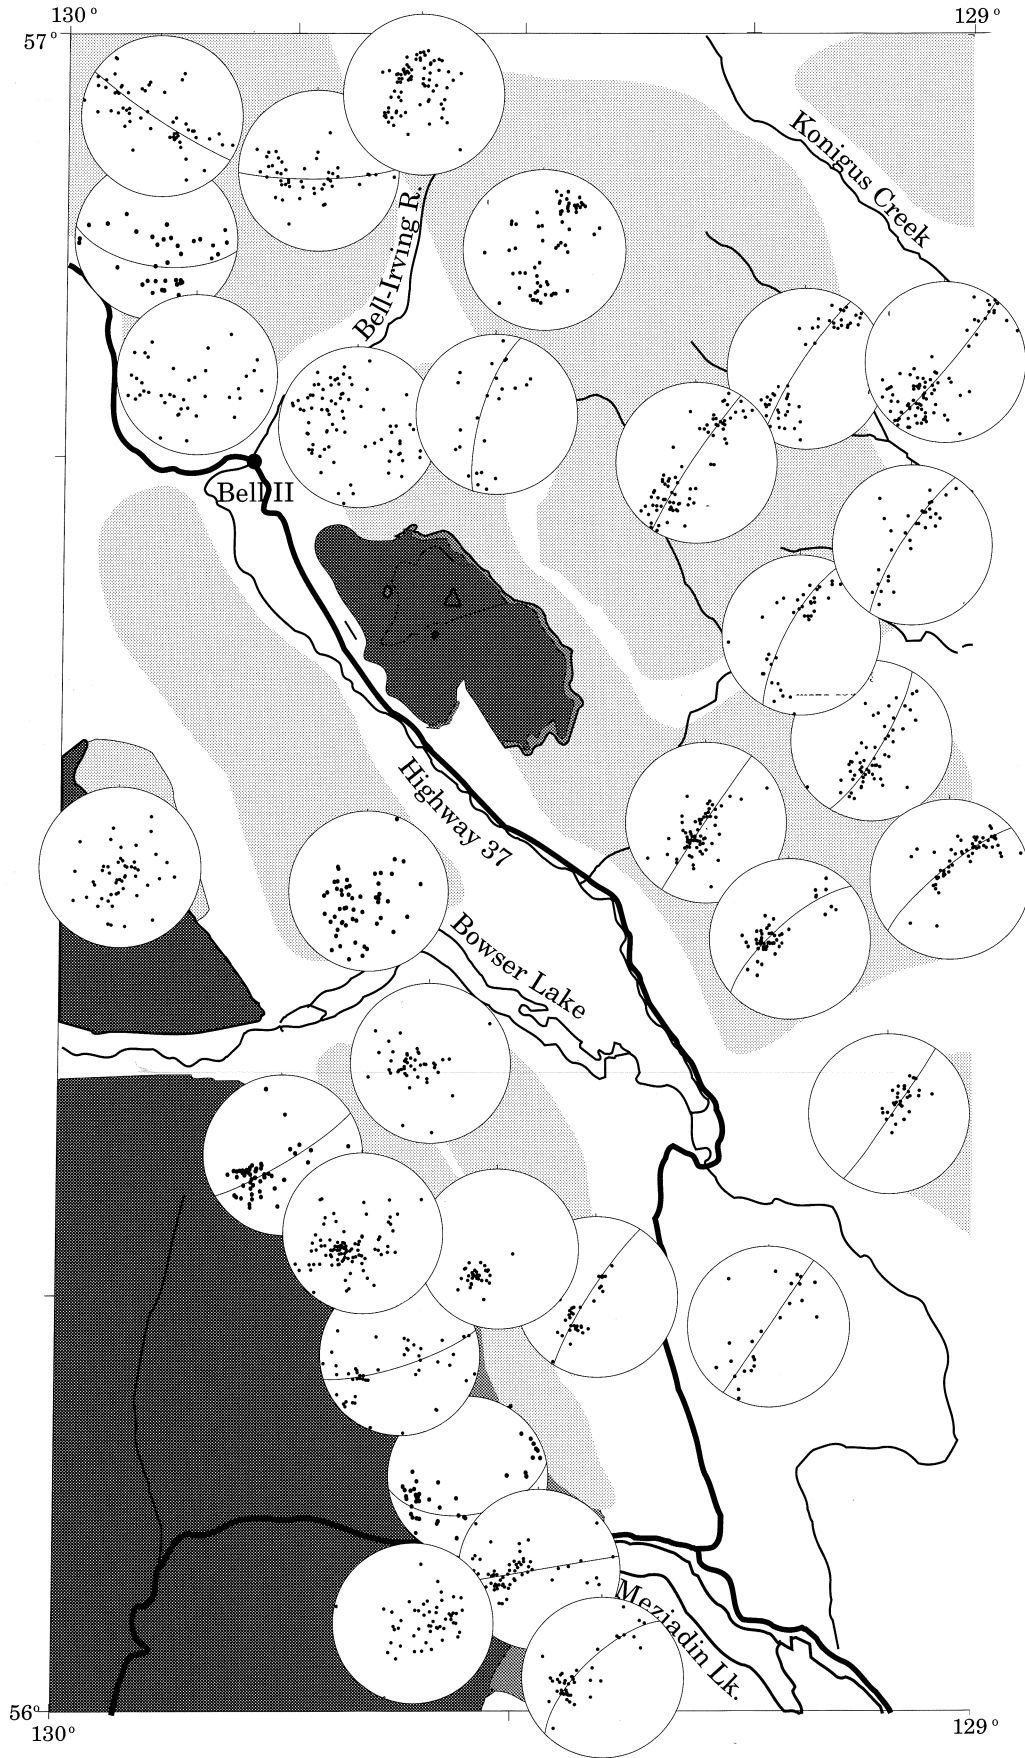 130°
129°
57°
Konigus Creek
Bell-Irving R.
Bell II
Highway 37
Bowser Lake
Meziadin Lk.
56°
130°
129°